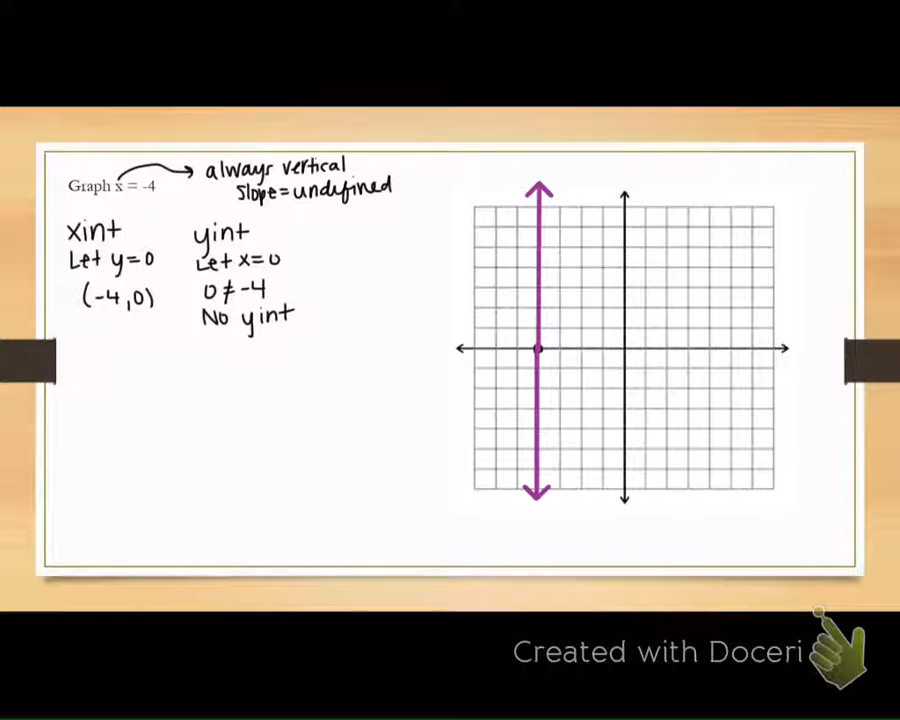 always vertical
Graph x = -4
Slope = undefined
xint
yint
Let y=0
Let x=0
(-4,0)
0 ≠ -4
No yint
Created with Doceri